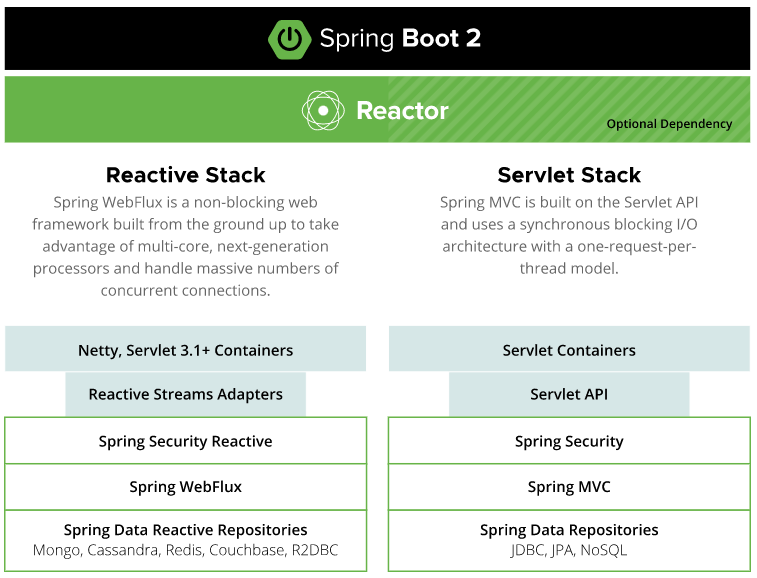 Spring Boot 2
Reactor
Optional Dependency
Reactive Stack
Spring WebFlux is a non-blocking web
framework built from the ground up to take
advantage of multi-core, next-generation
processors and handle massive numbers of
concurrent connections.
Servlet Stack
Spring MVC is built on the Servlet API
and uses a synchronous blocking I/O
architecture with a one-request-per-
thread model.
Netty, Servlet 3.1+ Containers
Reactive Streams Adapters
Spring Security Reactive
Spring WebFlux
Spring Data Reactive Repositories
Mongo, Cassandra, Redis, Couchbase, R2DBC
Servlet Containers
Servlet API
Spring Security
Spring MVC
Spring Data Repositories
JDBC, JPA, NoSQL